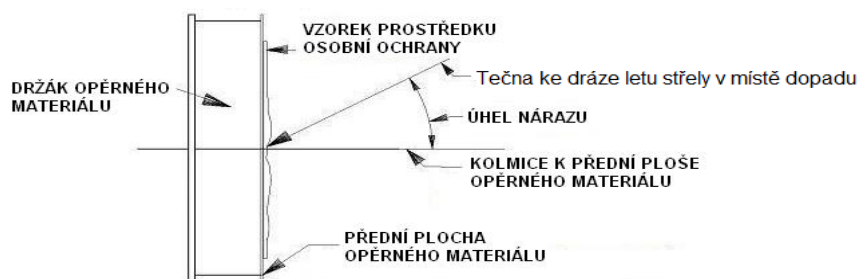 VZOREK PROSTŘEDKU
OSOBNÍ OCHRANY
DRŽÁK OPĚRNÉHO
MATERIÁLU
Tečna ke dráze letu střely v místě dopadu
ÚHEL NÁRAZU
KOLMICE K PŘEDNÍ PLOŠE
OPĚRNÉHO MATERIÁLU
PŘEDNÍ PLOCHA
OPĚRNÉHO MATERIÁLU